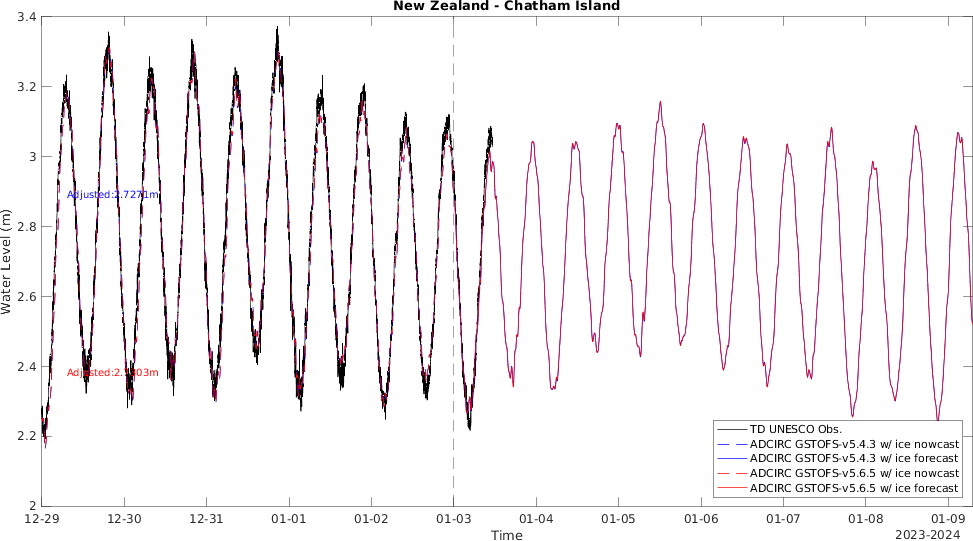 New Zealand - Chatham Island
Water Level (m)
3.4
3.2
3
2.8
2.6
2.4
2.2
2
Adjusted:2.7271m
TD UNESCO Obs.
ADCIRC GSTOFS-v5.4.3 w/ ice nowcast
ADCIRC GSTOFS-v5.4.3 w/ ice forecast
ADCIRC GSTOFS-v5.6.5 w/ ice nowcast
ADCIRC GSTOFS-v5.6.5 w/ ice forecast
12-29 12-30 12-31 01-01 01-02 01-03 01-04 01-05 01-06 01-07 01-08 01-09
Time
2023-2024